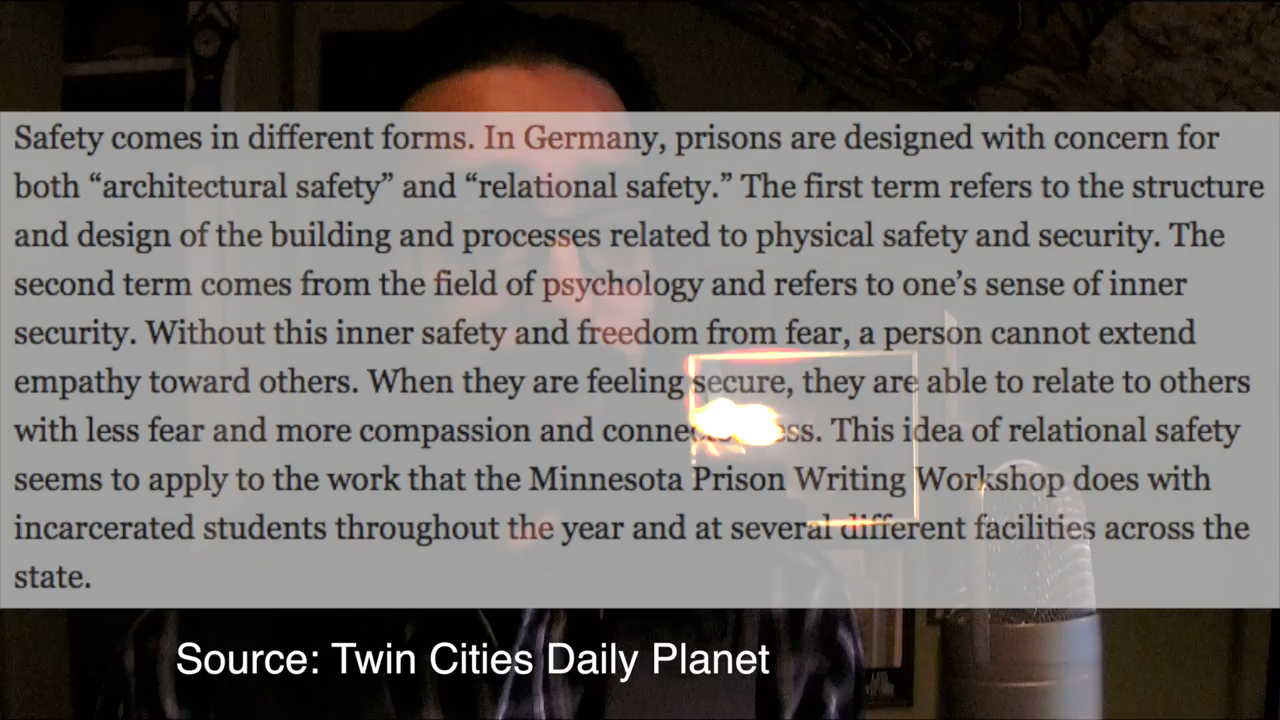 Safety comes in different forms. In Germany, prisons are designed with concern for
both “architectural safety” and “relational safety.” The first term refers to the structure
and design of the building and processes related to physical safety and security. The
second term comes from the field of psychology and refers to one’s sense of inner
security. Without this inner safety and freedom from fear, a person cannot extend
empathy toward others. When they are feeling secure, they are able to relate to others
with less fear and more compassion and connectedness. This idea of relational safety
seems to apply to the work that the Minnesota Prison Writing Workshop does with
incarcerated students throughout the year and at several different facilities across the
state.
Source: Twin Cities Daily Planet